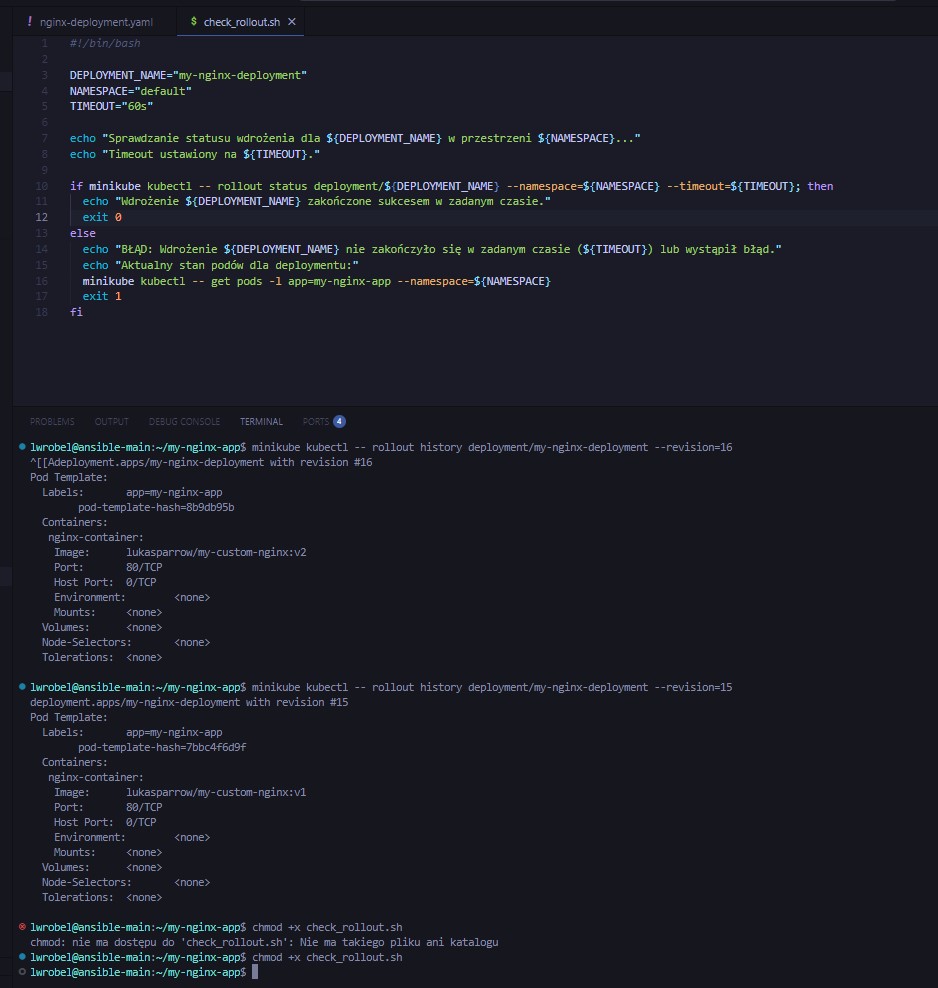 ! nginx-deployment.yaml
$ check_rollout.sh ×
1 #!/bin/bash
2
3 DEPLOYMENT_NAME="my-nginx-deployment"
4 NAMESPACE="default"
5 TIMEOUT="60s"
6
7 echo "Sprawdzanie statusu wdrożenia dla ${DEPLOYMENT_NAME} w przestrzeni ${NAMESPACE}..."
8 echo "Timeout ustawiony na ${TIMEOUT}."
9
10 if minikube kubectl -- rollout status deployment/${DEPLOYMENT_NAME} --namespace=${NAMESPACE} --timeout=${TIMEOUT}; then
11   echo "Wdrożenie ${DEPLOYMENT_NAME} zakończone sukcesem w zadanym czasie."
12   exit 0
13 else
14   echo "BŁĄD: Wdrożenie ${DEPLOYMENT_NAME} nie zakończyło się w zadanym czasie (${TIMEOUT}) lub wystąpił błąd."
15   echo "Aktualny stan podów dla deploymentu:"
16   minikube kubectl -- get pods -l app=my-nginx-app --namespace=${NAMESPACE}
17   exit 1
18 fi
PROBLEMS OUTPUT DEBUG CONSOLE TERMINAL PORTS 4
lwrobel@ansible-main:~/my-nginx-app$ minikube kubectl -- rollout history deployment/my-nginx-deployment --revision=16
^[[Adeployment.apps/my-nginx-deployment with revision #16
Pod Template:
  Labels:       app=my-nginx-app
        pod-template-hash=8b9db95b
  Containers:
   nginx-container:
    Image:      lukasparrow/my-custom-nginx:v2
    Port:       80/TCP
    Host Port:  0/TCP
    Environment:        <none>
    Mounts:     <none>
  Volumes:      <none>
  Node-Selectors:       <none>
  Tolerations:  <none>
lwrobel@ansible-main:~/my-nginx-app$ minikube kubectl -- rollout history deployment/my-nginx-deployment --revision=15
deployment.apps/my-nginx-deployment with revision #15
Pod Template:
  Labels:       app=my-nginx-app
        pod-template-hash=7bbc4f6d9f
  Containers:
   nginx-container:
    Image:      lukasparrow/my-custom-nginx:v1
    Port:       80/TCP
    Host Port:  0/TCP
    Environment:        <none>
    Mounts:     <none>
  Volumes:      <none>
  Node-Selectors:       <none>
  Tolerations:  <none>
lwrobel@ansible-main:~/my-nginx-app$ chmod +x check_rollout.sh
chmod: nie ma dostępu do 'check_rollout.sh': Nie ma takiego pliku ani katalogu
lwrobel@ansible-main:~/my-nginx-app$ chmod +x check_rollout.sh
lwrobel@ansible-main:~/my-nginx-app$